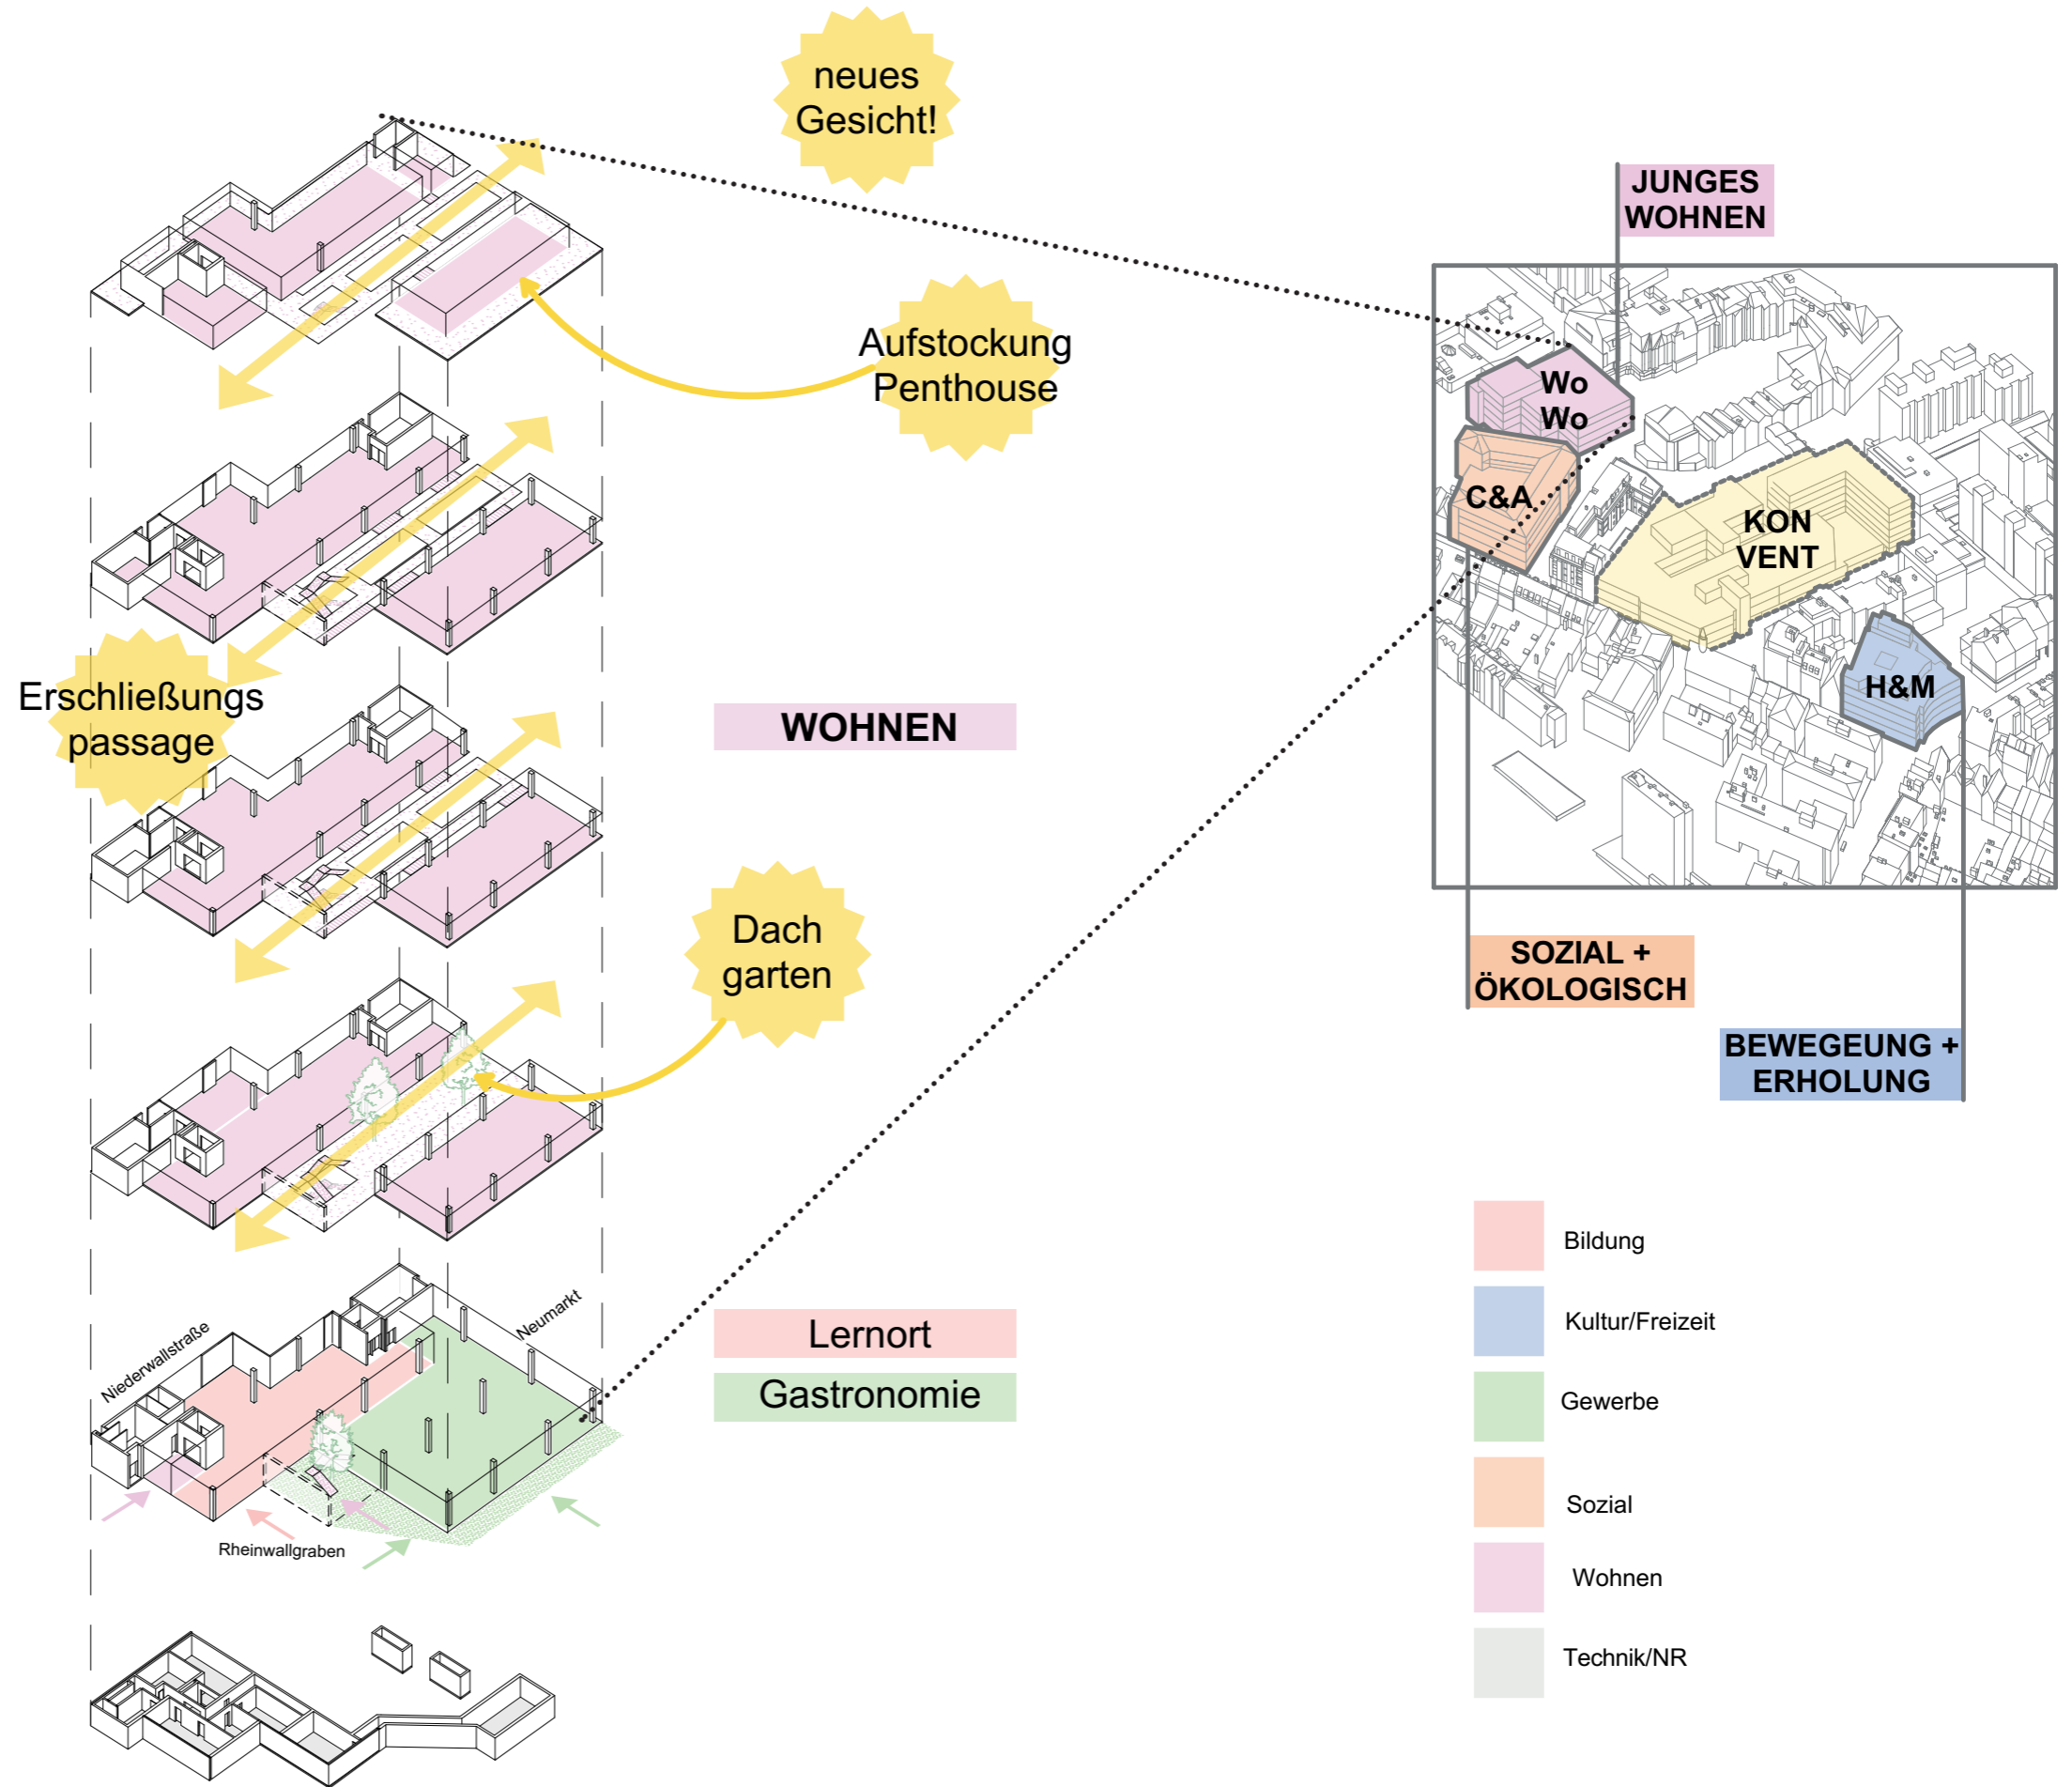 neues
Gesicht!
JUNGES
WOHNEN
Aufstockung
Penthouse
Wo
Wo
C&A
KON
VENT
H&M
Erschließungs
passage
WOHNEN
Dach
garten
SOZIAL +
ÖKOLOGISCH
BEWEGEUNG +
ERHOLUNG
Niederwallstraße
Neumarkt
Lernort
Gastronomie
Rheinwallgraben
Bildung
Kultur/Freizeit
Gewerbe
Sozial
Wohnen
Technik/NR